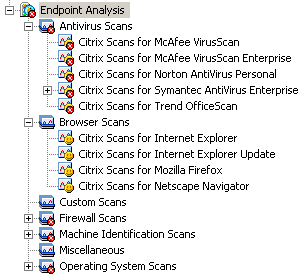 Endpoint Analysis
Antivirus Scans
Citrix Scans for McAfee VirusScan
Citrix Scans for McAfee VirusScan Enterprise
Citrix Scans for Norton AntiVirus Personal
Citrix Scans for Symantec AntiVirus Enterprise
Citrix Scans for Trend OfficeScan
Browser Scans
Citrix Scans for Internet Explorer
Citrix Scans for Internet Explorer Update
Citrix Scans for Mozilla Firefox
Citrix Scans for Netscape Navigator
Custom Scans
Firewall Scans
Machine Identification Scans
Miscellaneous
Operating System Scans